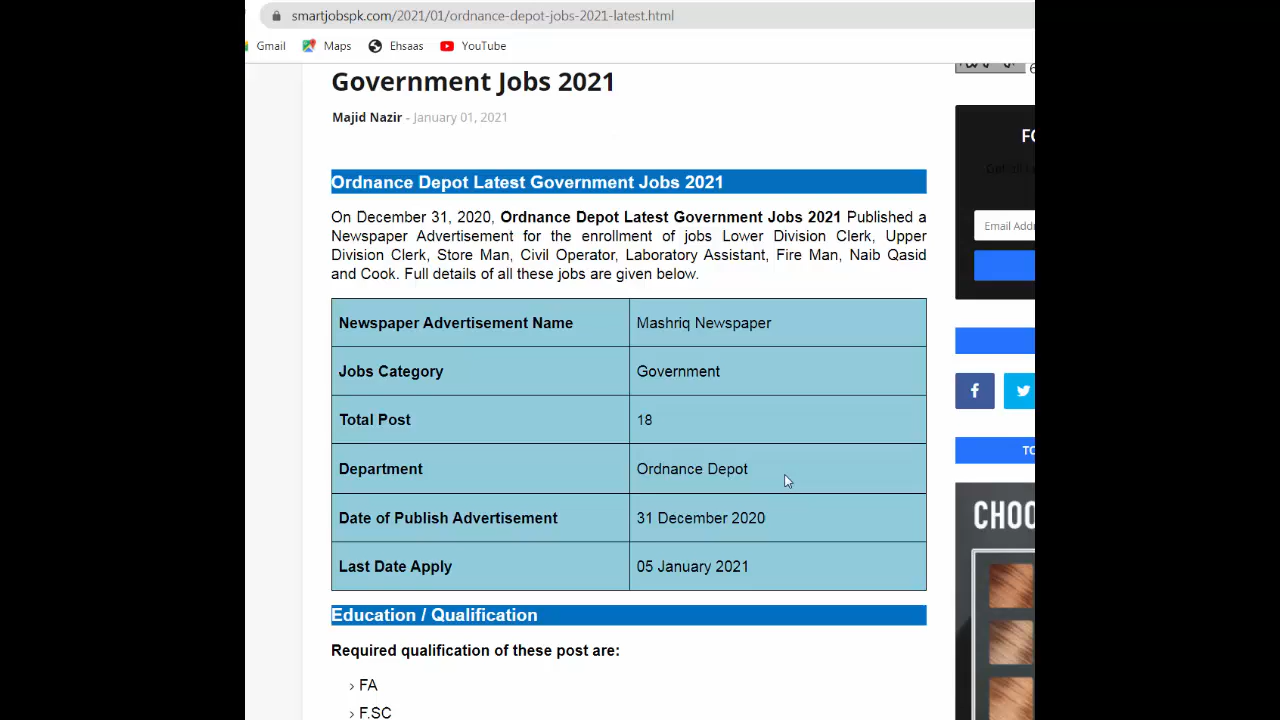 smartjobspk.com/2021/01/ordnance-depot-jobs-2021-latest.html
Gmail Maps Ehsaas YouTube
Government Jobs 2021
Majid Nazir - January 01, 2021
Ordnance Depot Latest Government Jobs 2021
On December 31, 2020, Ordnance Depot Latest Government Jobs 2021 Published a
Newspaper Advertisement for the enrollment of jobs Lower Division Clerk, Upper
Division Clerk, Store Man, Civil Operator, Laboratory Assistant, Fire Man, Naib Qasid
and Cook. Full details of all these jobs are given below.
Newspaper Advertisement Name Mashriq Newspaper
Jobs Category Government
Total Post 18
Department Ordnance Depot
Date of Publish Advertisement 31 December 2020
Last Date Apply 05 January 2021
Education / Qualification
Required qualification of these post are:
› FA
› F.SC
FO
Email Addr
TO
CHOO